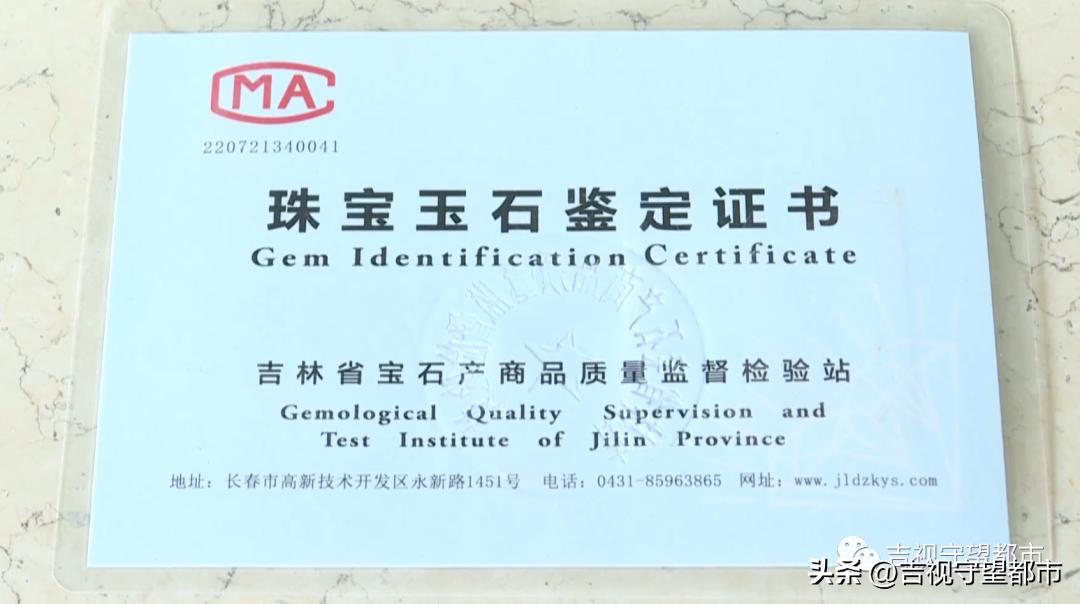 CMA
220721340041
珠宝玉石鉴定证书
Gem Identification Certificate
吉林省宝石产商品质量监督检验站
Gemological Quality Supervision and
Test Institute of Jilin Province
地址：长春市高新技术开发区永新路1451号 电话：0431-85963865 网址：www.jldzkys.com
吉视守望都市
头条 @吉视守望都市